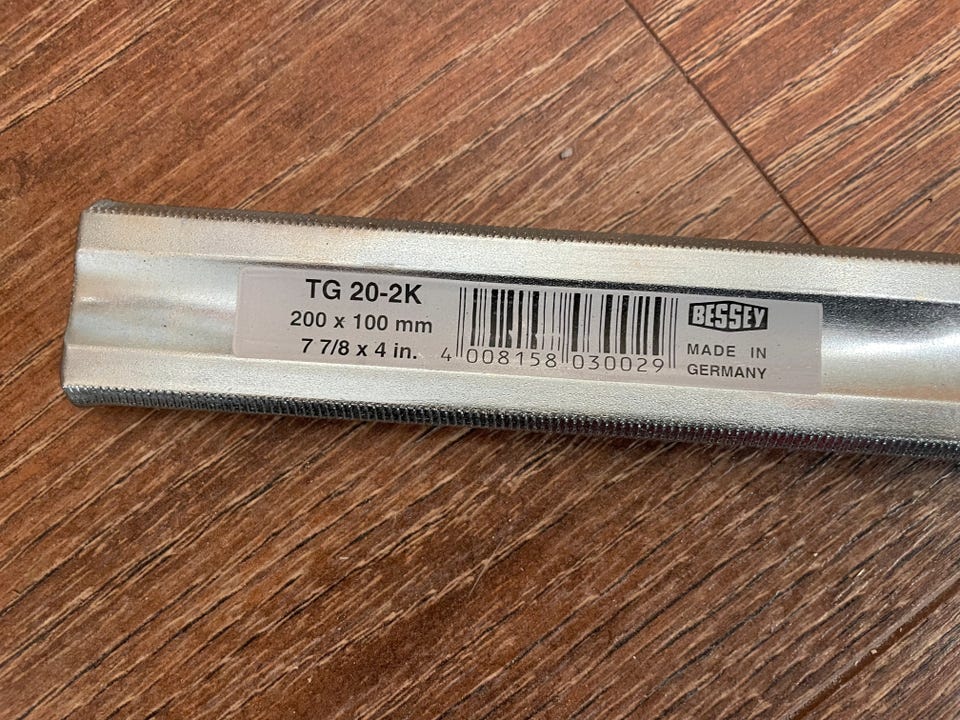 TG 20-2K
200 x 100 mm
7 7/8 x 4 in.
4 008158 030029
BESSEY
MADE IN
GERMANY